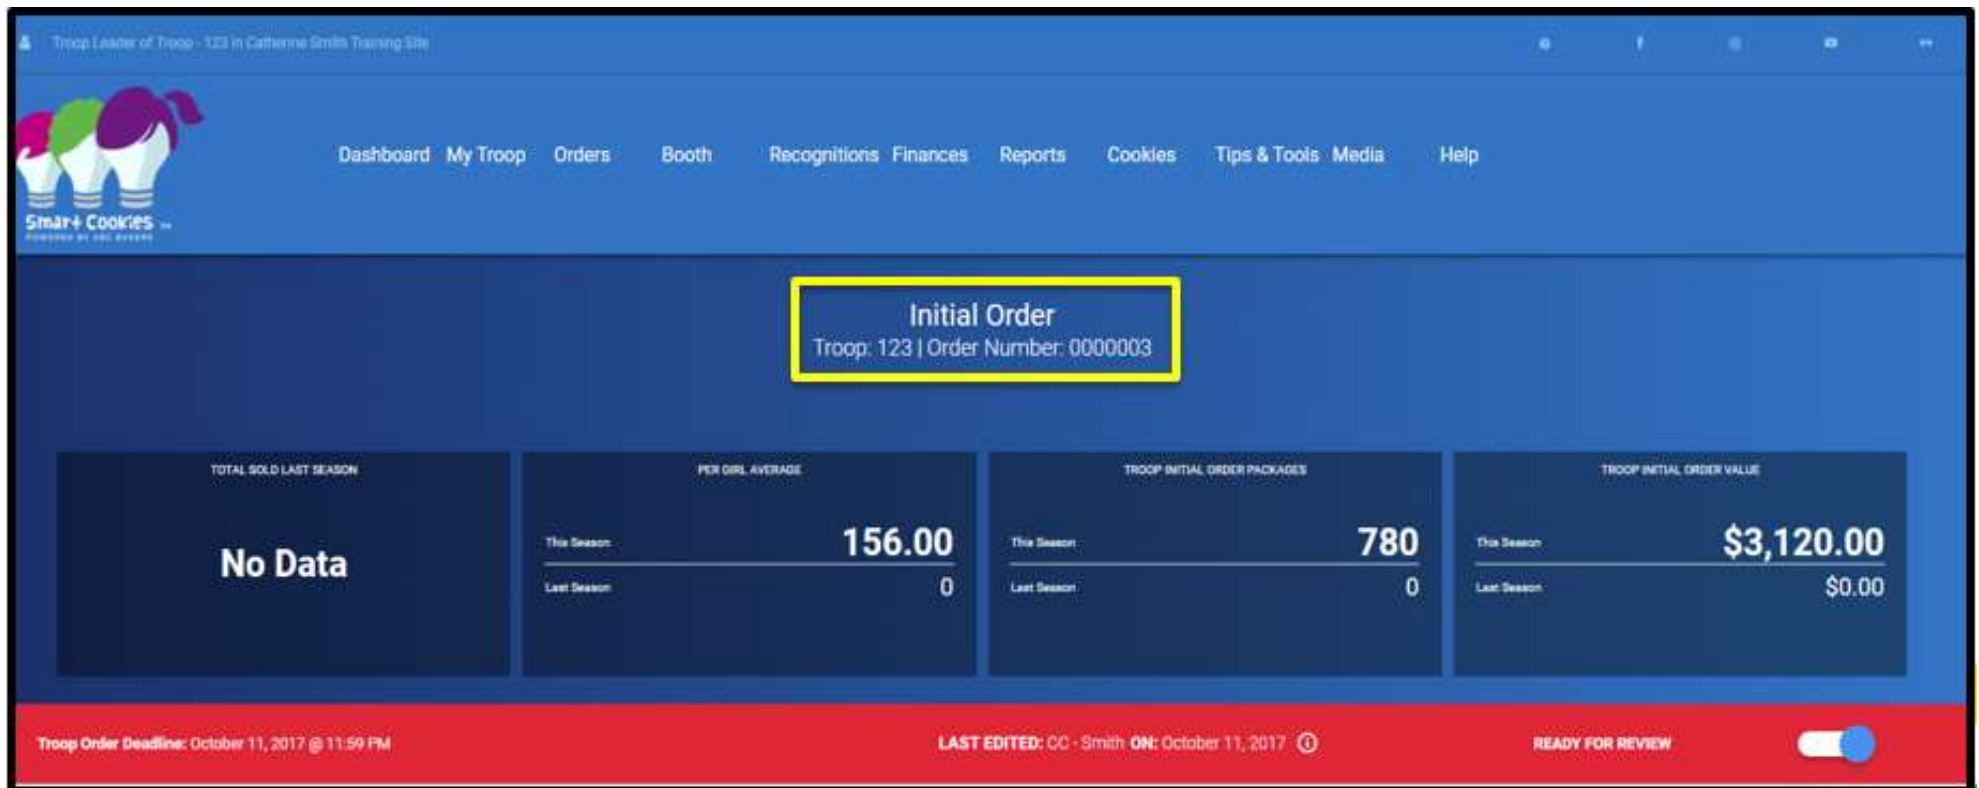 Troop Leader of Troop - 123 in Catherine Smith Training Site
Smart Cookies
POWERED BY ABC BAKERS
Dashboard My Troop Orders Booth Recognitions Finances Reports Cookies Tips & Tools Media Help
Initial Order
Troop: 123 | Order Number: 0000003
TOTAL SOLD LAST SEASON
No Data
PER GIRL AVERAGE
This Season 156.00
Last Season 0
TROOP INITIAL ORDER PACKAGES
This Season 780
Last Season 0
TROOP INITIAL ORDER VALUE
This Season $3,120.00
Last Season $0.00
Troop Order Deadline: October 11, 2017 @ 11:59 PM LAST EDITED: CC - Smith ON: October 11, 2017 READY FOR REVIEW